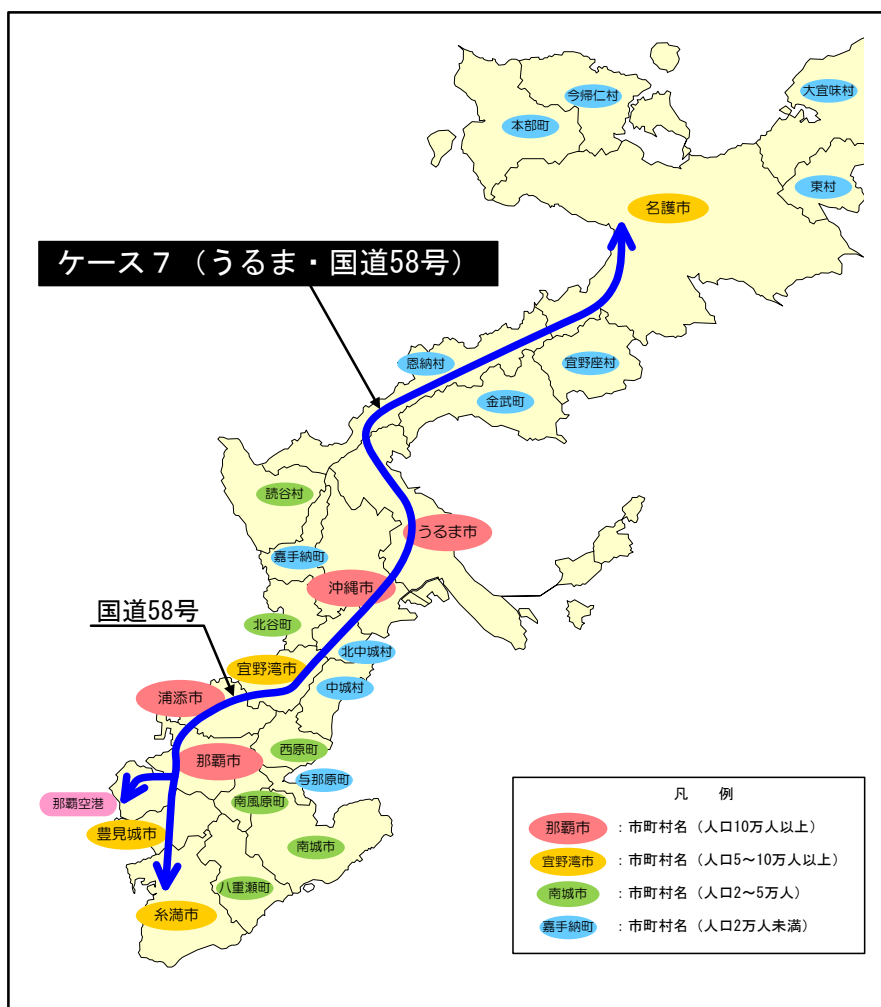 今帰仁村
大宜味村
本部町
東村
名護市
ケース７（うるま・国道58号）
恩納村
宜野座村
金武町
読谷村
うるま市
嘉手納町
沖縄市
国道58号
北谷町
北中城村
宜野湾市
中城村
浦添市
西原町
那覇市
与那原町
那覇空港
南風原町
豊見城市
南城市
八重瀬町
糸満市
凡　例
那覇市：市町村名（人口10万人以上）
宜野湾市：市町村名（人口5～10万人以上）
南城市：市町村名（人口2～5万人）
嘉手納町：市町村名（人口2万人未満）